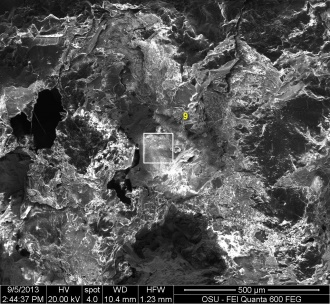 9
9/5/2013 HV spot WD HFW 500 µm
2:44:37 PM 20.00 kV 4.0 10.4 mm 1.23 mm OSU - FEI Quanta 600 FEG